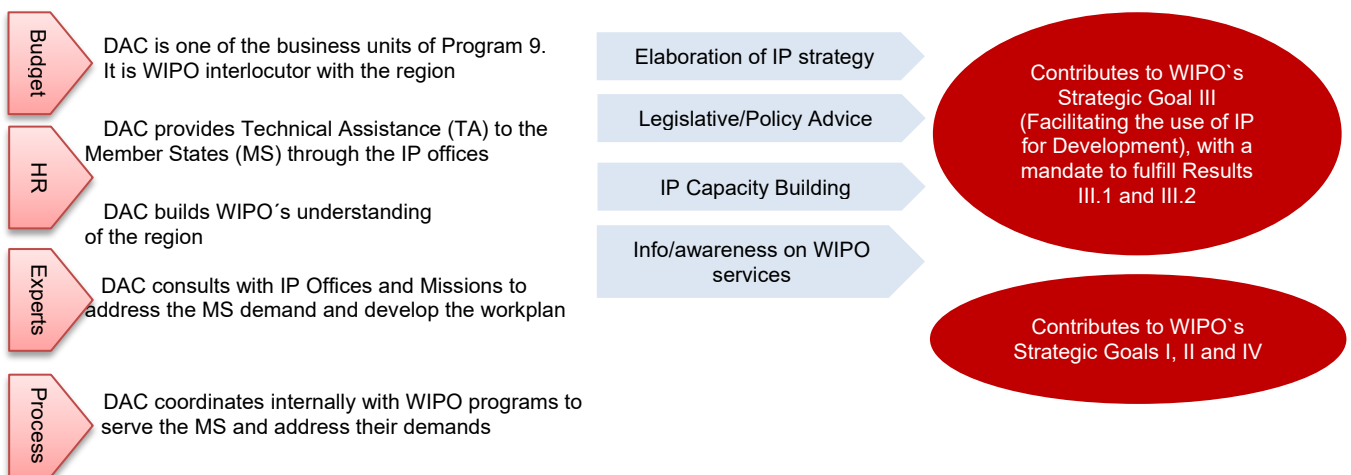 Budget
DAC is one of the business units of Program 9.
It is WIPO interlocutor with the region
HR
DAC provides Technical Assistance (TA) to the
Member States (MS) through the IP offices
DAC builds WIPO´s understanding
of the region
Experts
DAC consults with IP Offices and Missions to
address the MS demand and develop the workplan
Process
DAC coordinates internally with WIPO programs to
serve the MS and address their demands
Elaboration of IP strategy
Legislative/Policy Advice
IP Capacity Building
Info/awareness on WIPO
services
Contributes to WIPO`s
Strategic Goal III
(Facilitating the use of IP
for Development), with a
mandate to fulfill Results
III.1 and III.2
Contributes to WIPO`s
Strategic Goals I, II and IV